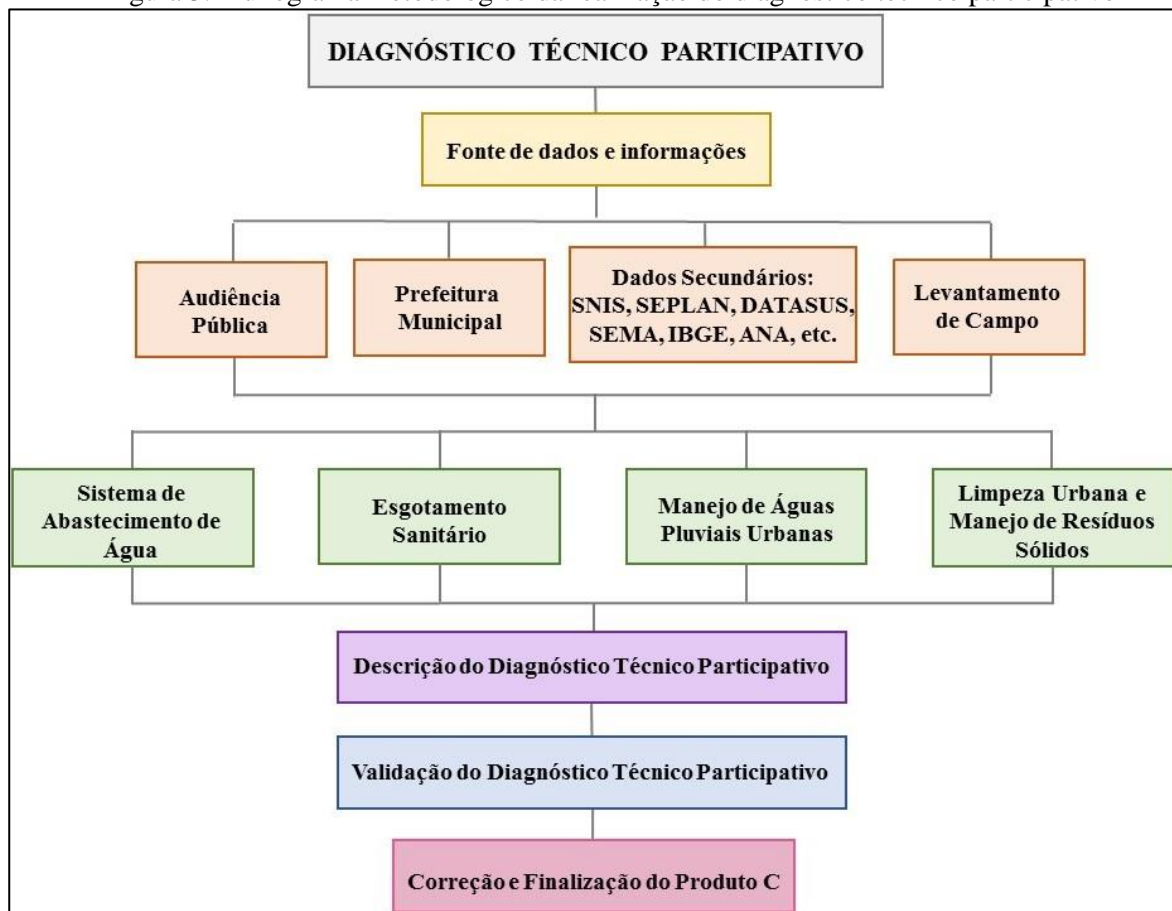 DIAGNÓSTICO TÉCNICO PARTICIPATIVO
Fonte de dados e informações
Audiência
Pública
Prefeitura
Municipal
Dados Secundários:
SNIS, SEPLAN, DATASUS,
SEMA, IBGE, ANA, etc.
Levantamento
de Campo
Sistema de
Abastecimento de
Água
Esgotamento
Sanitário
Manejo de Águas
Pluviais Urbanas
Limpeza Urbana e
Manejo de Resíduos
Sólidos
Descrição do Diagnóstico Técnico Participativo
Validação do Diagnóstico Técnico Participativo
Correção e Finalização do Produto C